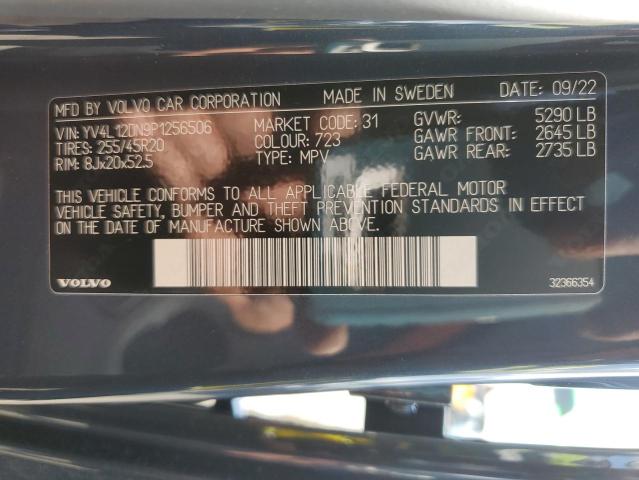 MFD BY VOLVO CAR CORPORATION MADE IN SWEDEN DATE: 09/22
VIN: YV4L12DN9P1256506 MARKET CODE: 31 GVWR: 5290 LB
TIRES: 255/45R20 COLOUR: 723 GAWR FRONT: 2645 LB
RIM: 8Jx20x52.5 TYPE: MPV GAWR REAR: 2735 LB
THIS VEHICLE CONFORMS TO ALL APPLICABLE FEDERAL MOTOR
VEHICLE SAFETY, BUMPER AND THEFT PREVENTION STANDARDS IN EFFECT
ON THE DATE OF MANUFACTURE SHOWN ABOVE.
VOLVO 32366354